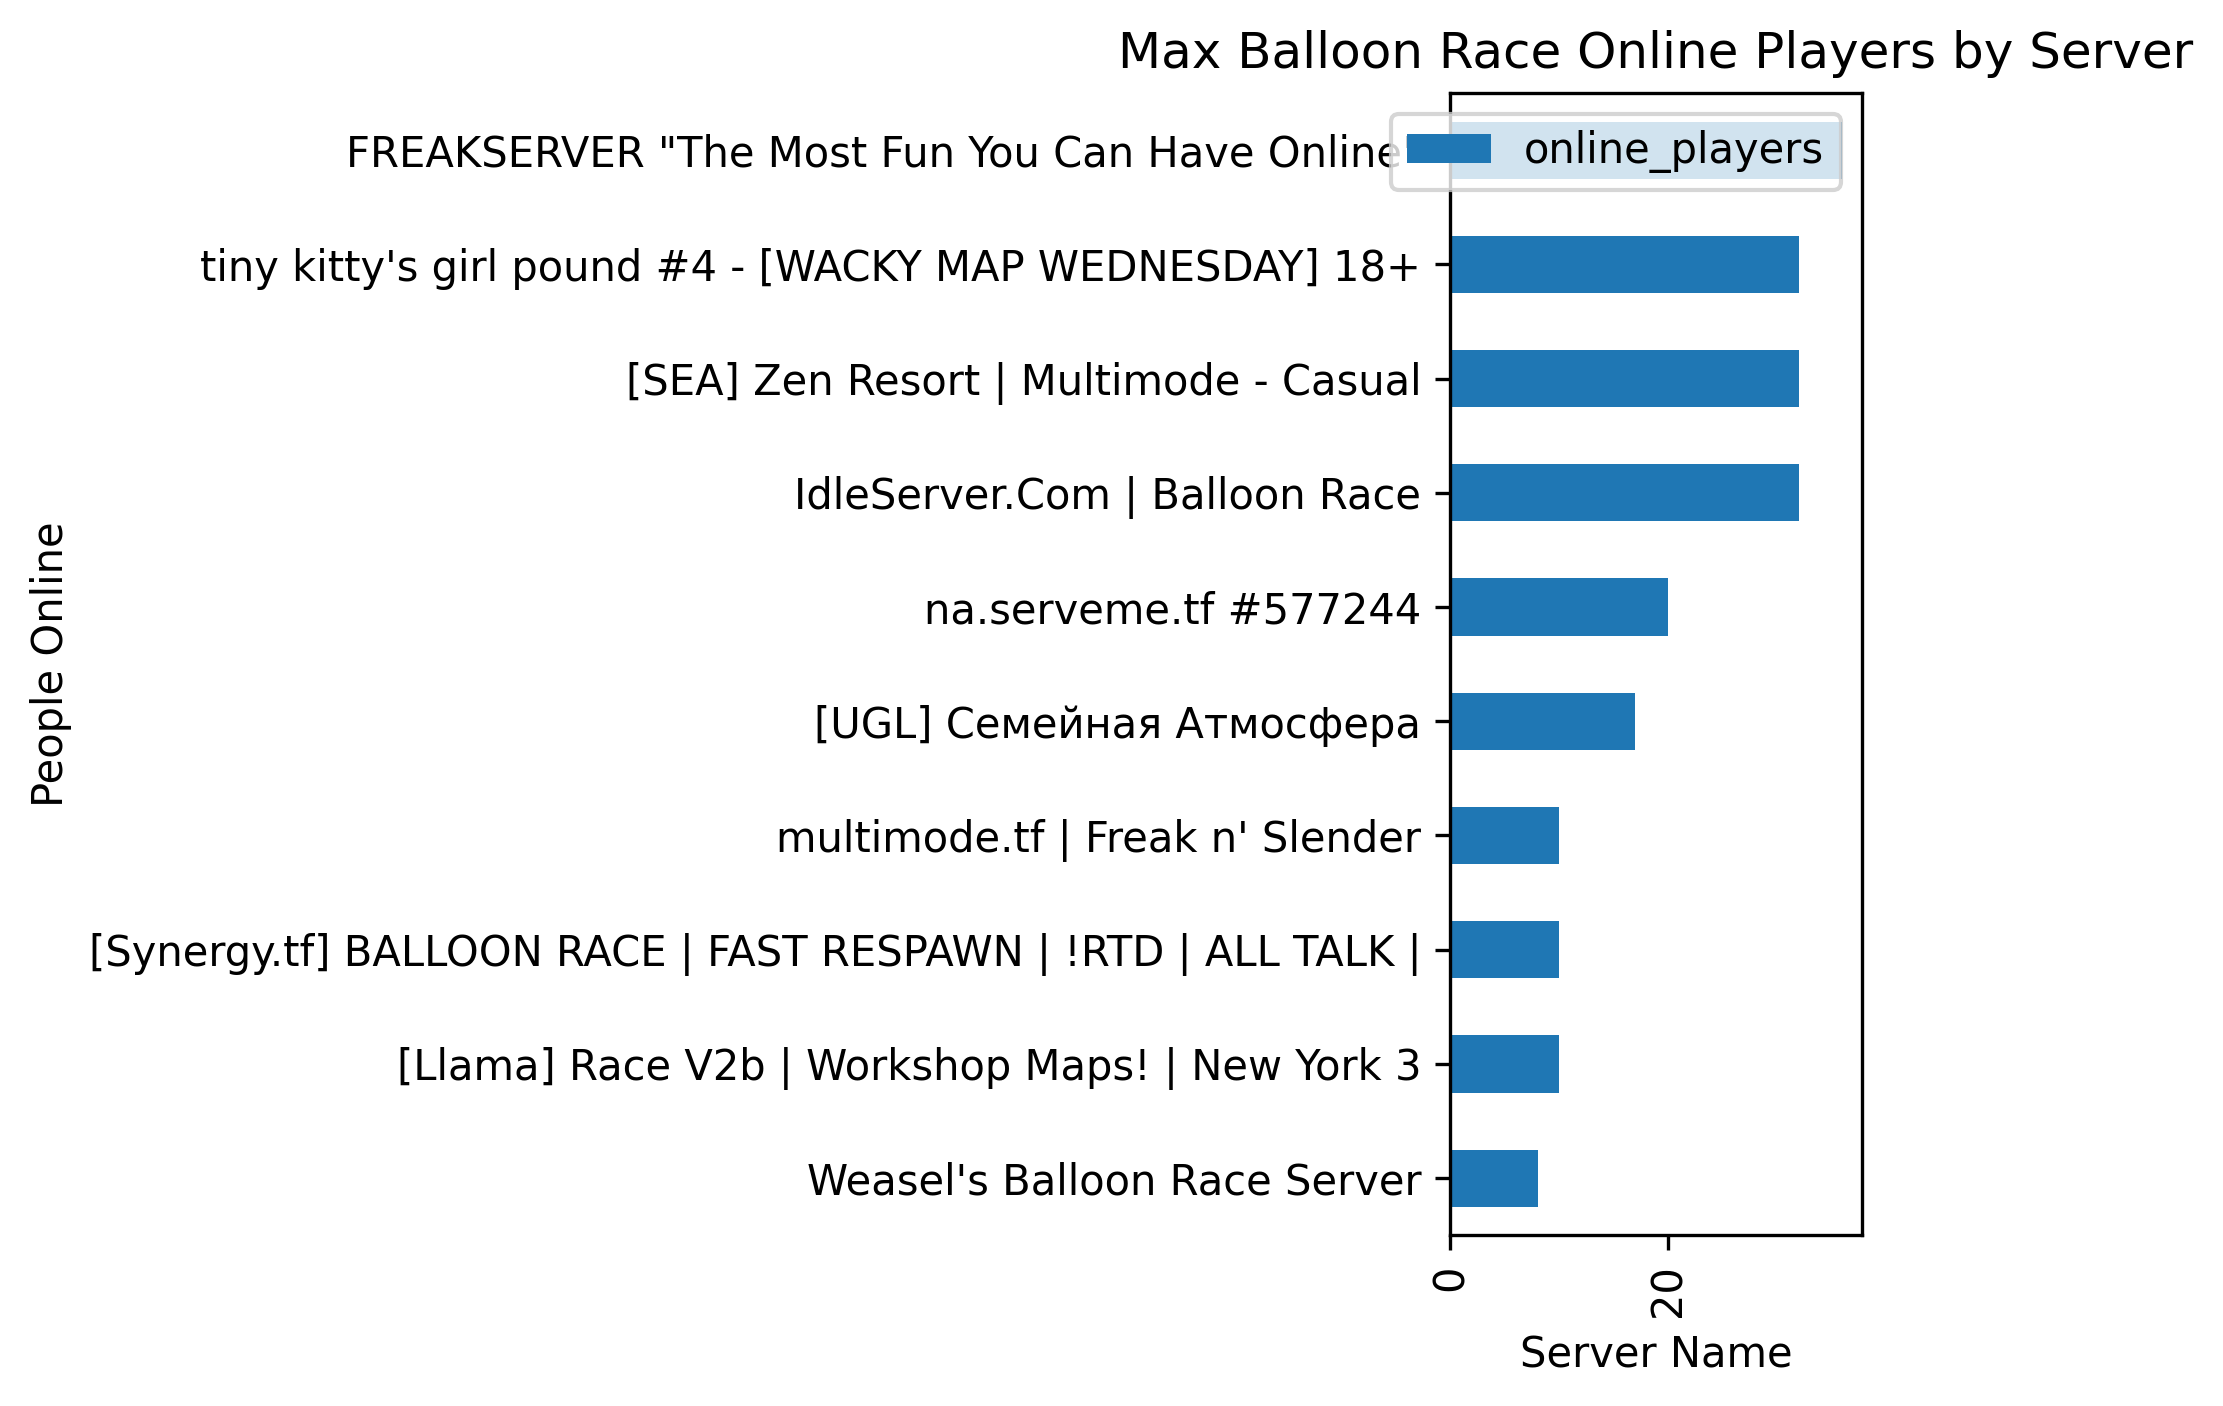 Max Balloon Race Online Players by Server
FREAKSERVER "The Most Fun You Can Have Online"
online_players
tiny kitty's girl pound #4 - [WACKY MAP WEDNESDAY] 18+
[SEA] Zen Resort | Multimode - Casual
IdleServer.Com | Balloon Race
na.serveme.tf #577244
[UGL] Семейная Атмосфера
multimode.tf | Freak n' Slender
[Synergy.tf] BALLOON RACE | FAST RESPAWN | !RTD | ALL TALK |
[Llama] Race V2b | Workshop Maps! | New York 3
Weasel's Balloon Race Server
People Online
0
20
Server Name